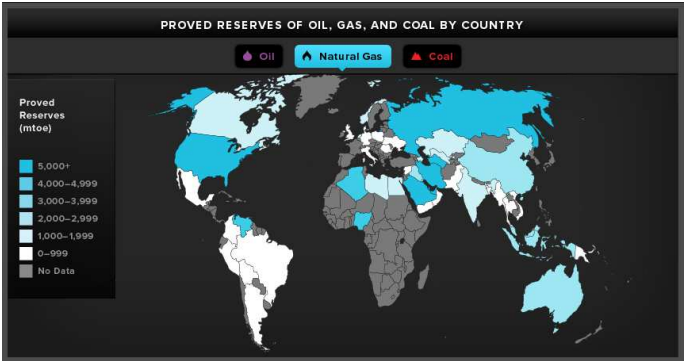 PROVED RESERVES OF OIL, GAS, AND COAL BY COUNTRY
Oil
Natural Gas
Coal
Proved
Reserves
(mtoe)
5,000+
4,000–4,999
3,000–3,999
2,000–2,999
1,000–1,999
0–999
No Data